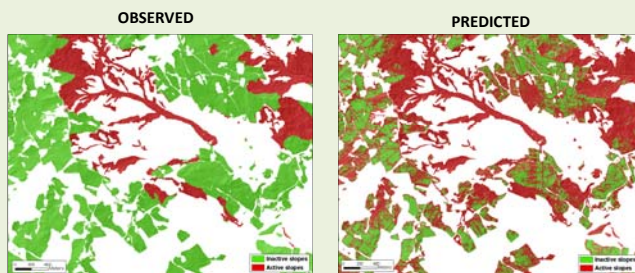 OBSERVED
PREDICTED
Inactive slopes
Active slopes
Inactive slopes
Active slopes